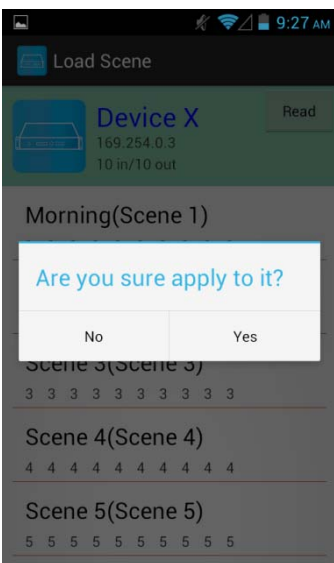 9:27 AM
Load Scene
Device X
Read
169.254.0.3
10 in/10 out
Morning(Scene 1)
Are you sure apply to it?
No
Yes
Scene 3(Scene 3)
3 3 3 3 3 3 3 3 3 3
Scene 4(Scene 4)
4 4 4 4 4 4 4 4 4 4
Scene 5(Scene 5)
5 5 5 5 5 5 5 5 5 5